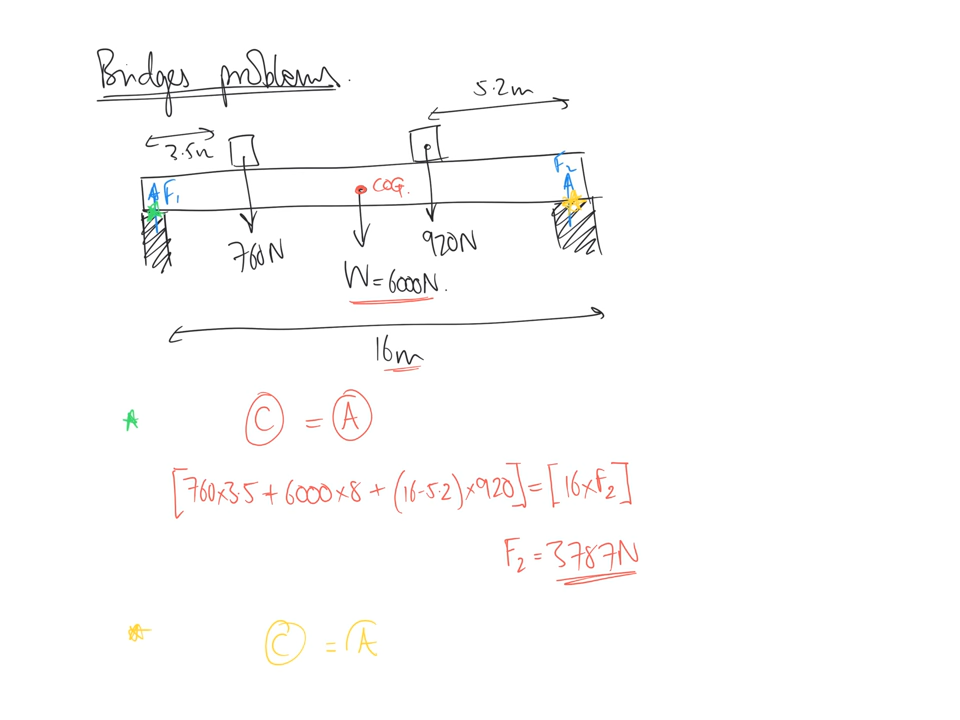 Bridges problems.
5.2m
3.5m
F₁
COG.
F₂
760N
920N
W=6000N.
16m
C = A
[760×3.5+6000×8+(16-5.2)×920]=[16×F₂]
F₂=3787N
C = A